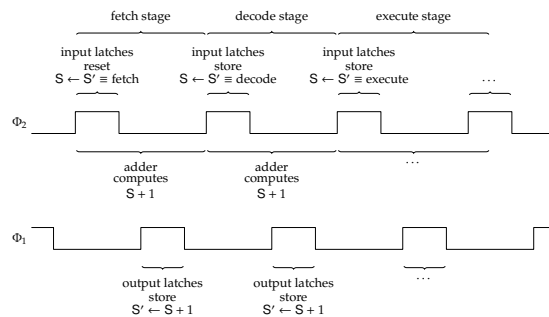 fetch stage
decode stage
execute stage
input latches
reset
S ← S′ ≡ fetch
input latches
store
S ← S′ ≡ decode
input latches
store
S ← S′ ≡ execute
...
Φ2
adder
computes
S + 1
adder
computes
S + 1
...
Φ1
output latches
store
S′ ← S + 1
output latches
store
S′ ← S + 1
...